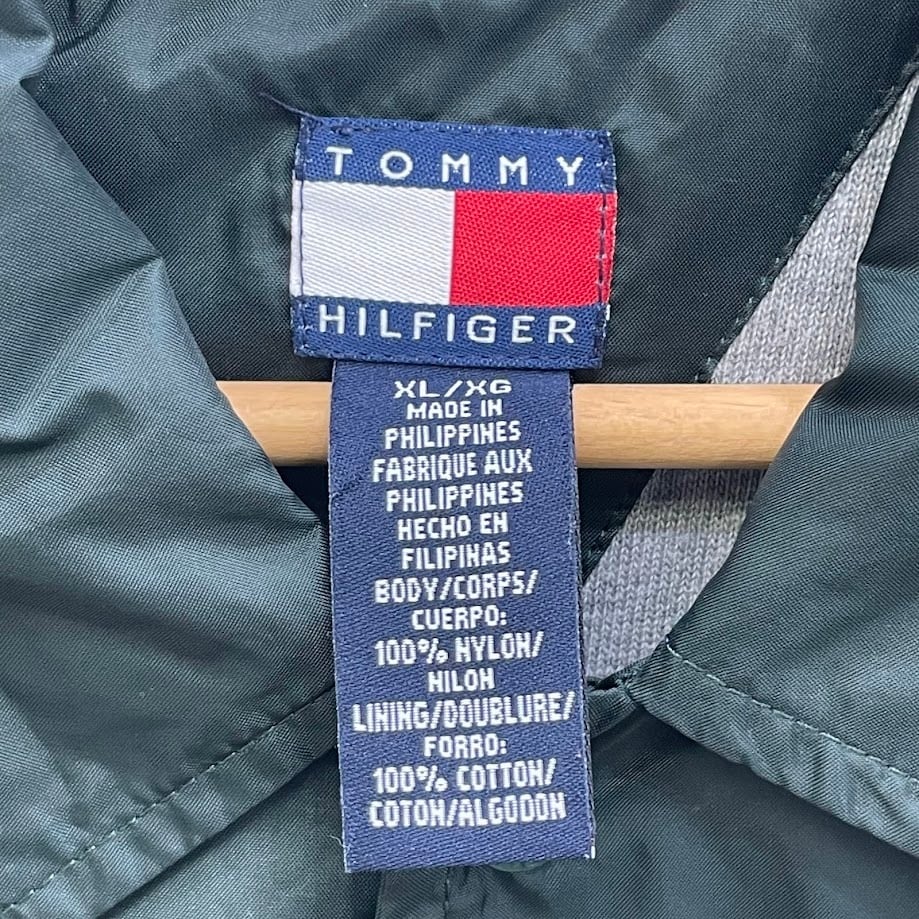 TOMMY
HILFIGER
XL/XG
MADE IN
PHILIPPINES
FABRIQUE AUX
PHILIPPINES
HECHO EN
FILIPINAS
BODY/CORPS/
CUERPO:
100% NYLON/
NILON
LINING/DOUBLURE/
FORRO:
100% COTTON/
COTON/ALGODON